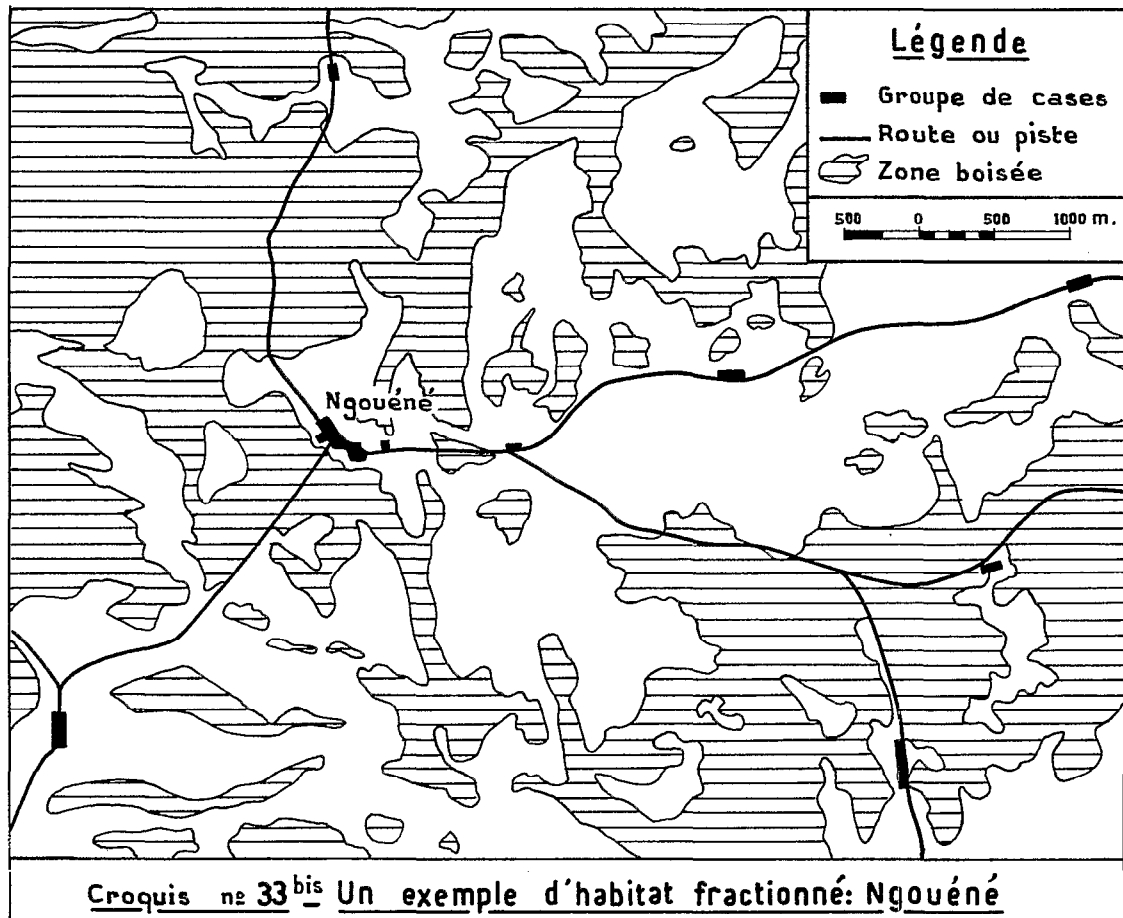 Légende
Groupe de cases
Route ou piste
Zone boisée
500 0 500 1000 m.
Ngouéné
Croquis nº 33 bis Un exemple d'habitat fractionné: Ngouéné